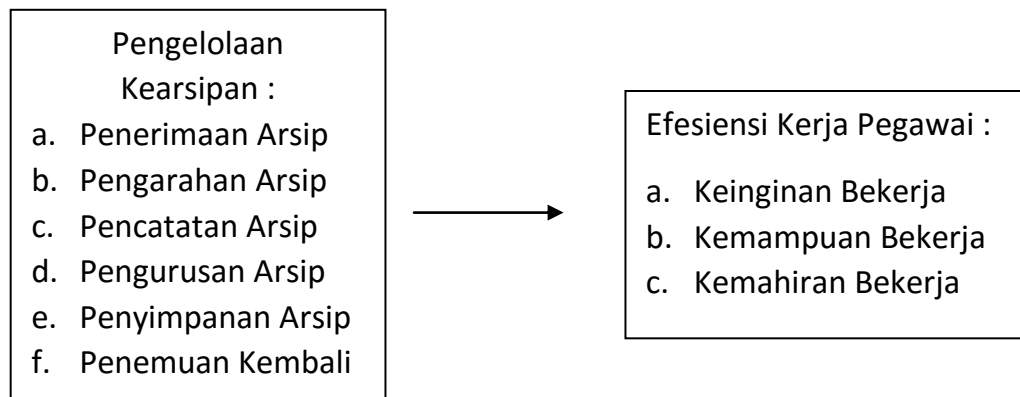 Pengelolaan
Kearsipan :
a. Penerimaan Arsip
b. Pengarahan Arsip
c. Pencatatan Arsip
d. Pengurusan Arsip
e. Penyimpanan Arsip
f. Penemuan Kembali
Efesiensi Kerja Pegawai :
a. Keinginan Bekerja
b. Kemampuan Bekerja
c. Kemahiran Bekerja